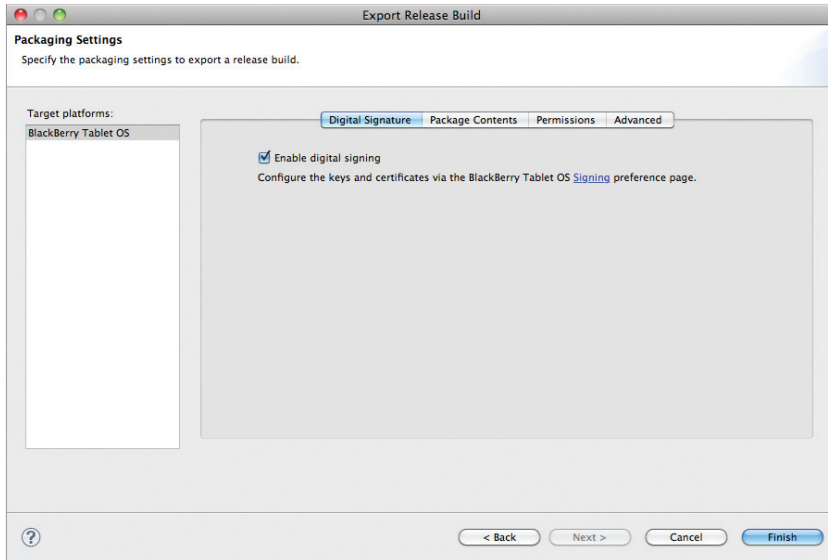 Export Release Build
Packaging Settings
Specify the packaging settings to export a release build.
Target platforms:
BlackBerry Tablet OS
Digital Signature Package Contents Permissions Advanced
Enable digital signing
Configure the keys and certificates via the BlackBerry Tablet OS Signing preference page.
?
< Back Next > Cancel Finish